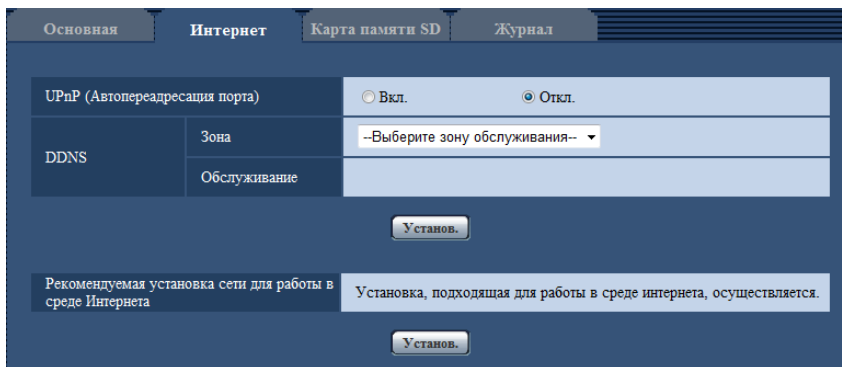 Основная Интернет Карта памяти SD Журнал
UPnP (Автопереадресация порта) Вкл. Откл.
DDNS
Зона --Выберите зону обслуживания--
Обслуживание
Установ.
Рекомендуемая установка сети для работы в
среде Интернета
Установка, подходящая для работы в среде интернета, осуществляется.
Установ.